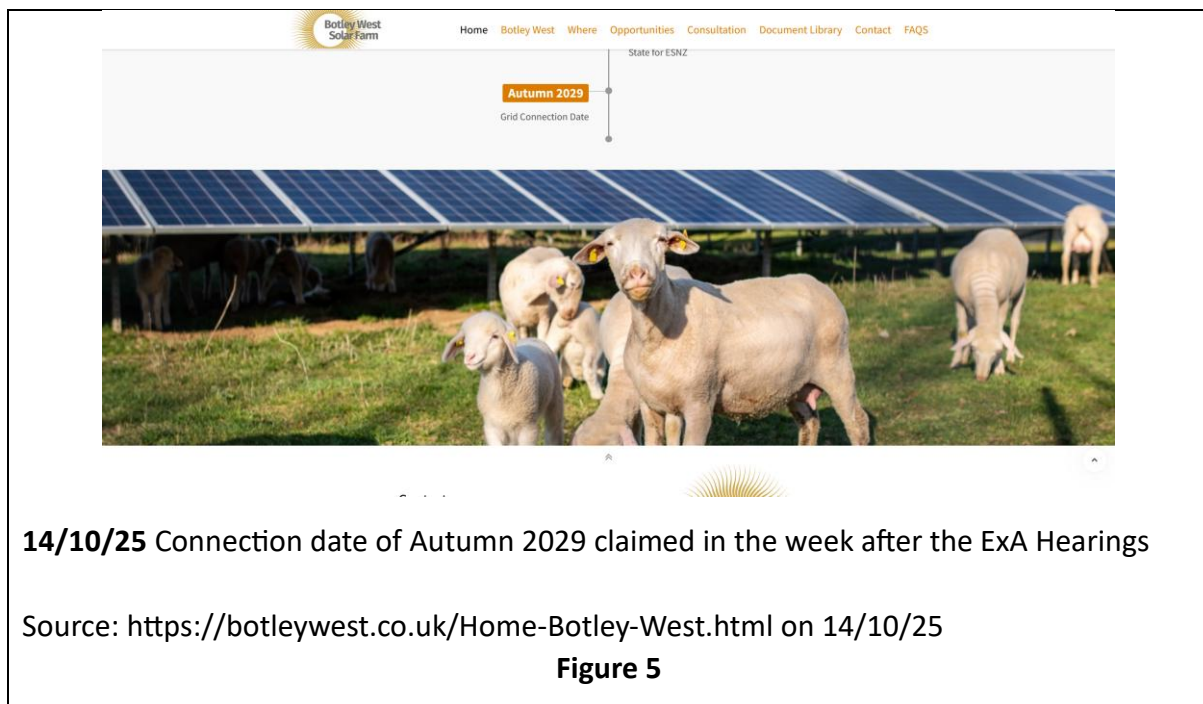 Botley West
Solar Farm
Home Botley West Where Opportunities Consultation Document Library Contact FAQS
State for ESNZ
Autumn 2029
Grid Connection Date
14/10/25 Connection date of Autumn 2029 claimed in the week after the ExA Hearings
Source: https://botleywest.co.uk/Home-Botley-West.html on 14/10/25
Figure 5